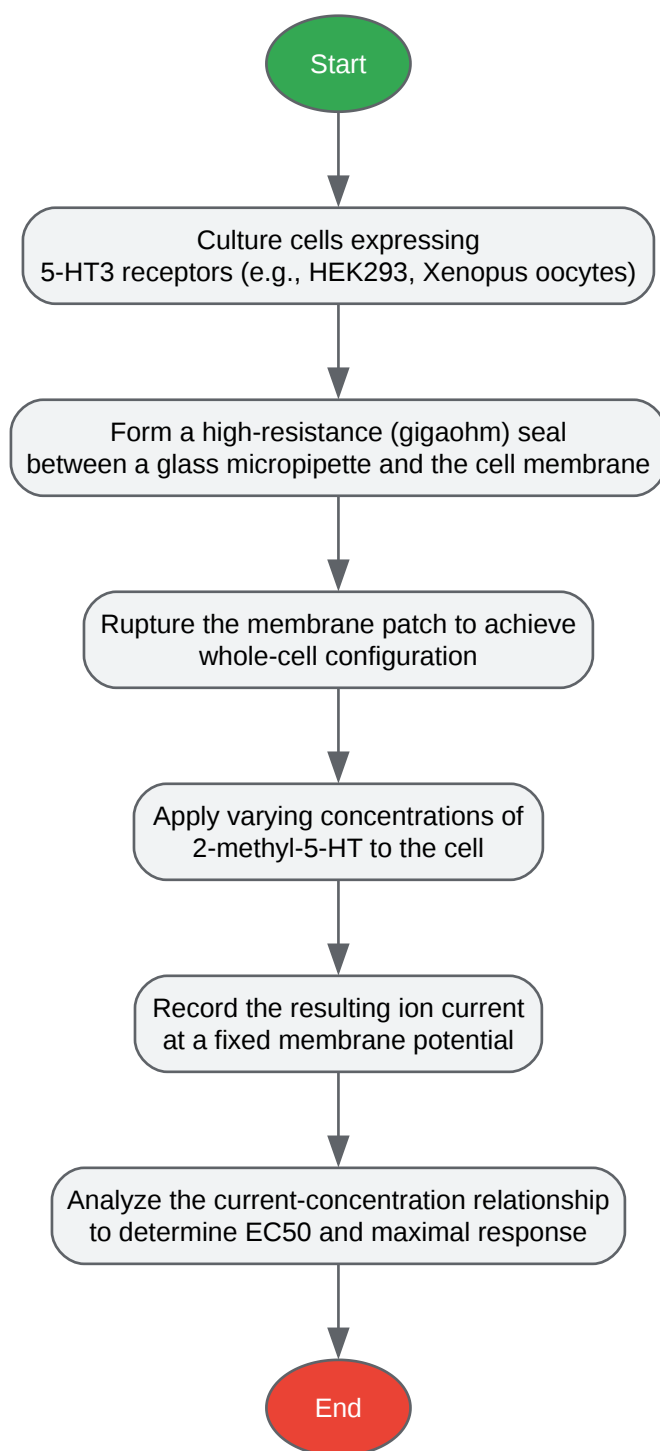 Start
Culture cells expressing
5-HT3 receptors (e.g., HEK293, Xenopus oocytes)
Form a high-resistance (gigaohm) seal
between a glass micropipette and the cell membrane
Rupture the membrane patch to achieve
whole-cell configuration
Apply varying concentrations of
2-methyl-5-HT to the cell
Record the resulting ion current
at a fixed membrane potential
Analyze the current-concentration relationship
to determine EC50 and maximal response
End